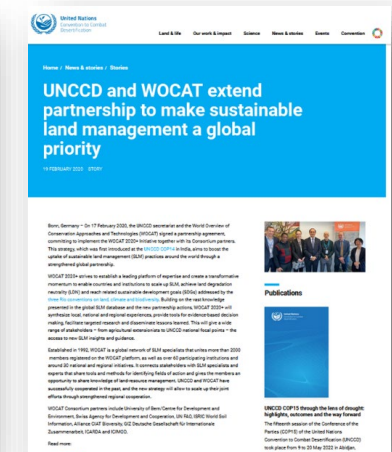 United Nations
Convention to Combat
Desertification
Land & life Our work & impact Science News & stories Events Convention
Home / News & stories / Stories
UNCCD and WOCAT extend
partnership to make sustainable
land management a global
priority
19 FEBRUARY 2020 STORY
Bonn, Germany – On 17 February 2020, the UNCCD secretariat and the World Overview of
Conservation Approaches and Technologies (WOCAT) signed a partnership agreement,
committing to implement the WOCAT 2020+ Initiative together with its Consortium partners.
This strategy, which was first introduced at the UNCCD COP14 in India, aims to boost the
uptake of sustainable land management (SLM) practices around the world through a
strengthened global partnership.
WOCAT 2020+ strives to establish a leading platform of expertise and create a transformative
momentum to enable countries and institutions to scale up SLM, achieve land degradation
neutrality (LDN) and reach related sustainable development goals (SDGs) addressed by the
three Rio conventions on land, climate and biodiversity. Building on the vast knowledge
presented in the global SLM database and the new partnership actions, WOCAT 2020+ will
synthesize local, national and regional experiences, provide tools for evidence-based decision
making, facilitate targeted research and disseminate lessons learned. This will give a wide
range of stakeholders – from agricultural extensionists to UNCCD national focal points – the
access to new SLM insights and guidance.
Established in 1992, WOCAT is a global network of SLM specialists that unites more than 2000
members registered on the WOCAT platform, as well as over 60 participating institutions and
around 30 national and regional initiatives. It connects stakeholders with SLM specialists and
experts that share tools and methods for identifying fields of action and gives the members an
opportunity to share knowledge of land-resource management. UNCCD and WOCAT have
successfully cooperated in the past, and the new strategy will allow to scale up their joint
efforts through strengthened regional cooperation.
WOCAT Consortium partners include University of Bern/Centre for Development and
Environment, Swiss Agency for Development and Cooperation, UN FAO, ISRIC World Soil
Information, Alliance CIAT Bioversity, GIZ Deutsche Gesellschaft für Internationale
Zusammenarbeit, ICARDA and ICIMOD.
Read more:
Publications
UNCCD COP15 through the lens of drought:
highlights, outcomes and the way forward
The fifteenth session of the Conference of the
Parties (COP15) of the United Nations
Convention to Combat Desertification (UNCCD)
took place from 9 to 20 May 2022 in Abidjan,